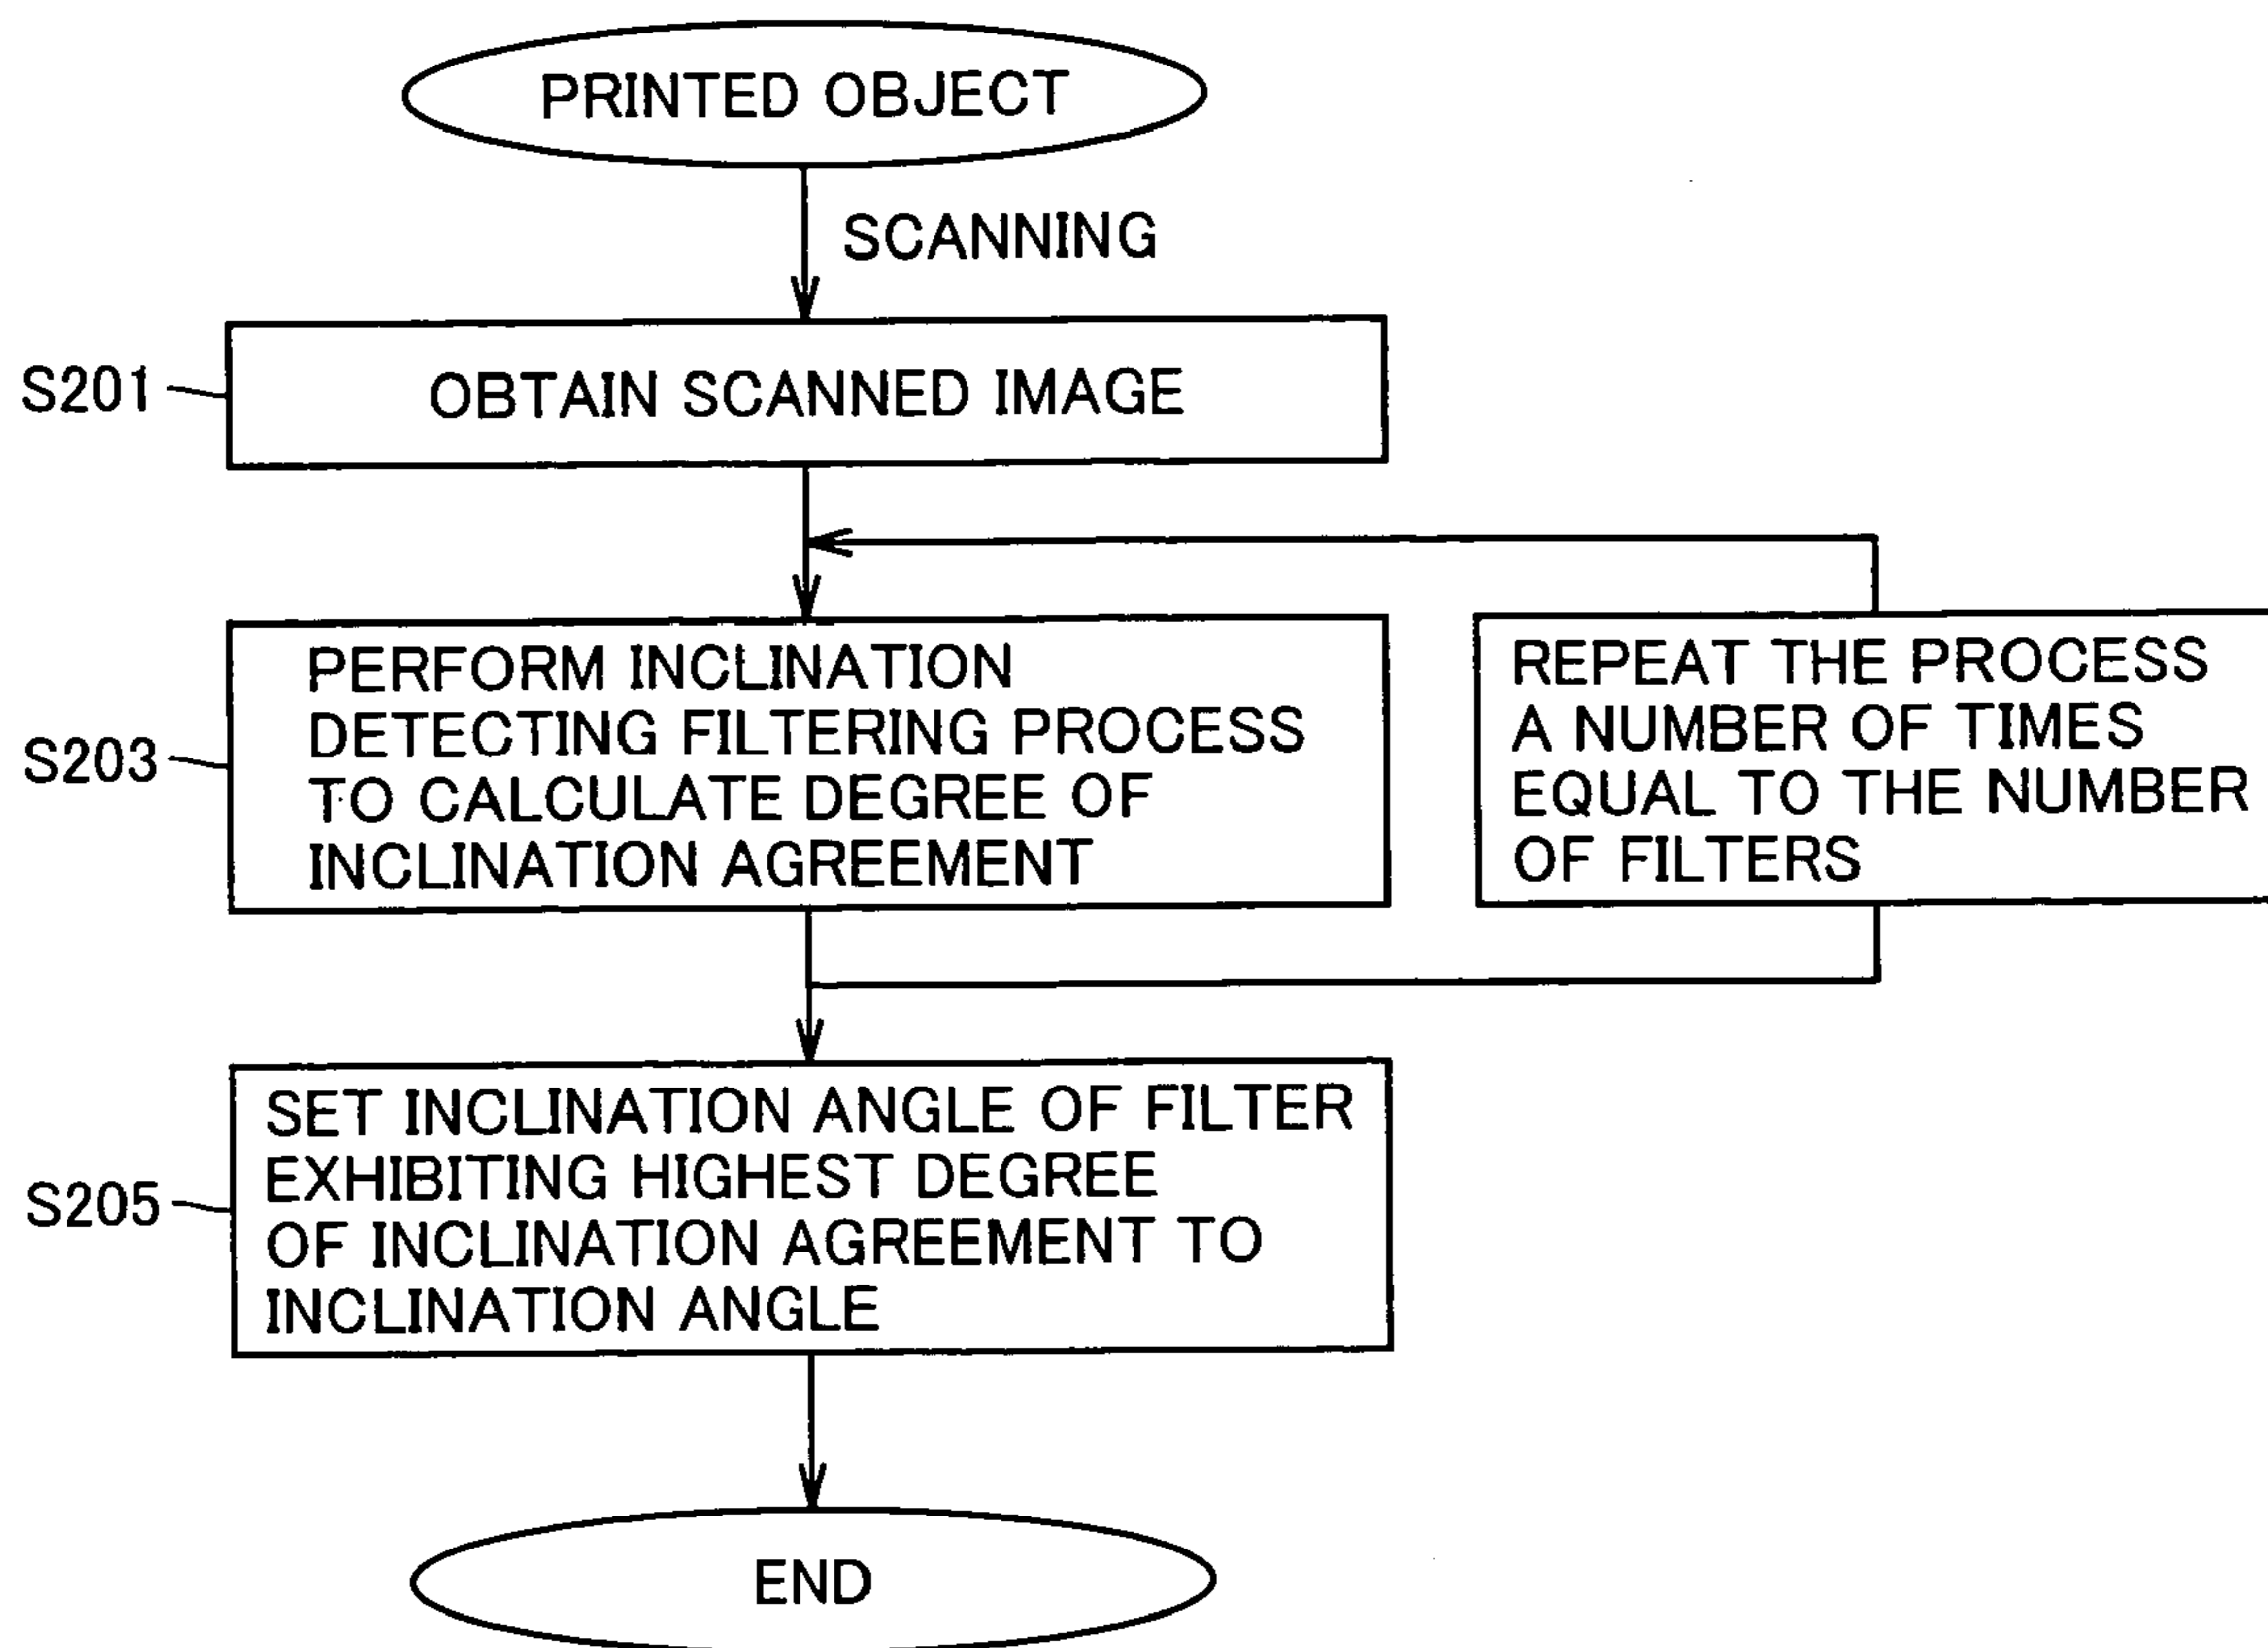 PRINTED OBJECT
SCANNING
S201
OBTAIN SCANNED IMAGE
S203
PERFORM INCLINATION
DETECTING FILTERING PROCESS
TO CALCULATE DEGREE OF
INCLINATION AGREEMENT
REPEAT THE PROCESS
A NUMBER OF TIMES
EQUAL TO THE NUMBER
OF FILTERS
S205
SET INCLINATION ANGLE OF FILTER
EXHIBITING HIGHEST DEGREE
OF INCLINATION AGREEMENT TO
INCLINATION ANGLE
END